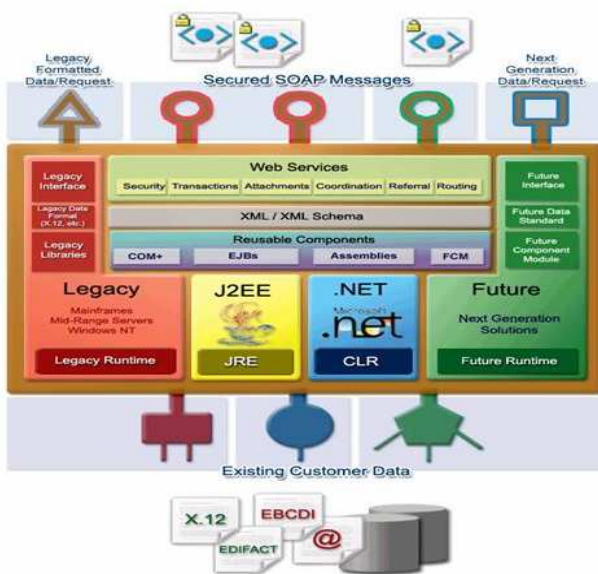 Legacy
Formatted
Data/Request
Secured SOAP Messages
Next
Generation
Data/Request
Legacy
Interface
Legacy Data
Format
(X.12, etc.)
Legacy
Libraries
Web Services
Security Transactions Attachments Coordination Referral Routing
XML / XML Schema
Reusable Components
COM+ EJBs Assemblies FCM
Future
Interface
Future Data
Standard
Future
Component
Module
Legacy
Mainframes
Mid-Range Servers
Windows NT
Legacy Runtime
J2EE
JRE
.NET
Microsoft
.net
CLR
Future
Next Generation
Solutions
Future Runtime
Existing Customer Data
X.12
EBCDI
EDIFACT
@